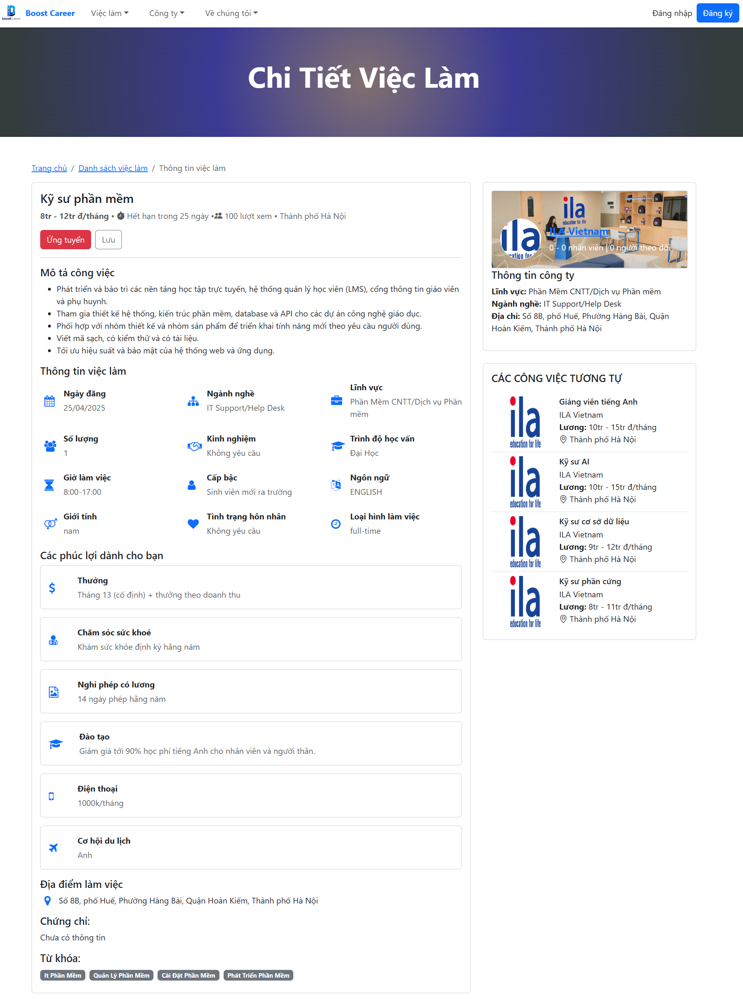 boost CAREER
Boost Career
Việc làm
Công ty
Về chúng tôi
Đăng nhập
Đăng ký
Chi Tiết Việc Làm
Trang chủ / Danh sách việc làm / Thông tin việc làm
Kỹ sư phần mềm
8tr - 12tr đ/tháng • Hết hạn trong 25 ngày • 100 lượt xem • Thành phố Hà Nội
Ứng tuyển
Lưu
Mô tả công việc
• Phát triển và bảo trì các nền tảng học tập trực tuyến, hệ thống quản lý học viên (LMS), cổng thông tin giáo viên
và phụ huynh.
• Tham gia thiết kế hệ thống, kiến trúc phần mềm, database và API cho các dự án công nghệ giáo dục.
• Phối hợp với nhóm thiết kế và nhóm sản phẩm để triển khai tính năng mới theo yêu cầu người dùng.
• Viết mã sạch, có kiểm thử và có tài liệu.
• Tối ưu hiệu suất và bảo mật của hệ thống web và ứng dụng.
Thông tin việc làm
Ngày đăng
25/04/2025
Ngành nghề
IT Support/Help Desk
Lĩnh vực
Phần Mềm CNTT/Dịch vụ Phần
mềm
Số lượng
1
Kinh nghiệm
Không yêu cầu
Trình độ học vấn
Đại Học
Giờ làm việc
8:00-17:00
Cấp bậc
Sinh viên mới ra trường
Ngôn ngữ
ENGLISH
Giới tính
nam
Tình trạng hôn nhân
Không yêu cầu
Loại hình làm việc
full-time
Các phúc lợi dành cho bạn
Thưởng
Tháng 13 (cố định) + thưởng theo doanh thu
Chăm sóc sức khoẻ
Khám sức khỏe định kỳ hằng năm
Nghỉ phép có lương
14 ngày phép hằng năm
Đào tạo
Giảm giá tới 90% học phí tiếng Anh cho nhân viên và người thân.
Điện thoại
1000k/tháng
Cơ hội du lịch
Anh
Địa điểm làm việc
Số 8B, phố Huế, Phường Hàng Bài, Quận Hoàn Kiếm, Thành phố Hà Nội
Chứng chỉ:
Chưa có thông tin
Từ khóa:
It Phần Mềm
Quản Lý Phần Mềm
Cài Đặt Phần Mềm
Phát Triển Phần Mềm
ila
education for life
ila
ILA Vietnam
0 - 0 nhân viên | 0 người theo dõi
Thông tin công ty
Lĩnh vực: Phần Mềm CNTT/Dịch vụ Phần mềm
Ngành nghề: IT Support/Help Desk
Địa chỉ: Số 8B, phố Huế, Phường Hàng Bài, Quận
Hoàn Kiếm, Thành phố Hà Nội
CÁC CÔNG VIỆC TƯƠNG TỰ
ila
education for life
Giảng viên tiếng Anh
ILA Vietnam
Lương: 10tr - 15tr đ/tháng
Thành phố Hà Nội
ila
education for life
Kỹ sư AI
ILA Vietnam
Lương: 10tr - 15tr đ/tháng
Thành phố Hà Nội
ila
education for life
Kỹ sư cơ sở dữ liệu
ILA Vietnam
Lương: 9tr - 12tr đ/tháng
Thành phố Hà Nội
ila
education for life
Kỹ sư phần cứng
ILA Vietnam
Lương: 8tr - 11tr đ/tháng
Thành phố Hà Nội